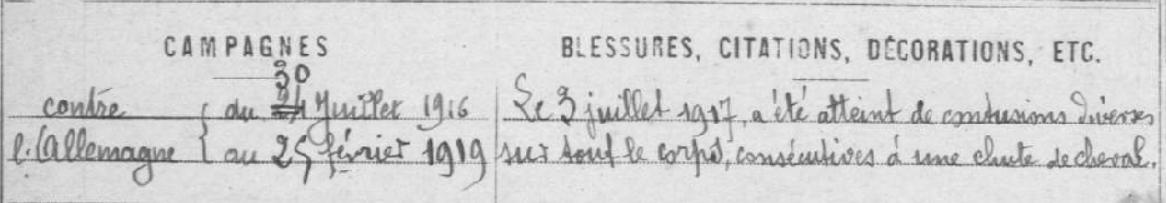 CAMPAGNES
BLESSURES, CITATIONS, DÉCORATIONS, ETC.
30
contre { du Juillet 1916
l'Allemagne { au 25 février 1919
Le 3 juillet 1917, a été atteint de contusions diverses
sur tout le corps, consécutives à une chute de cheval.